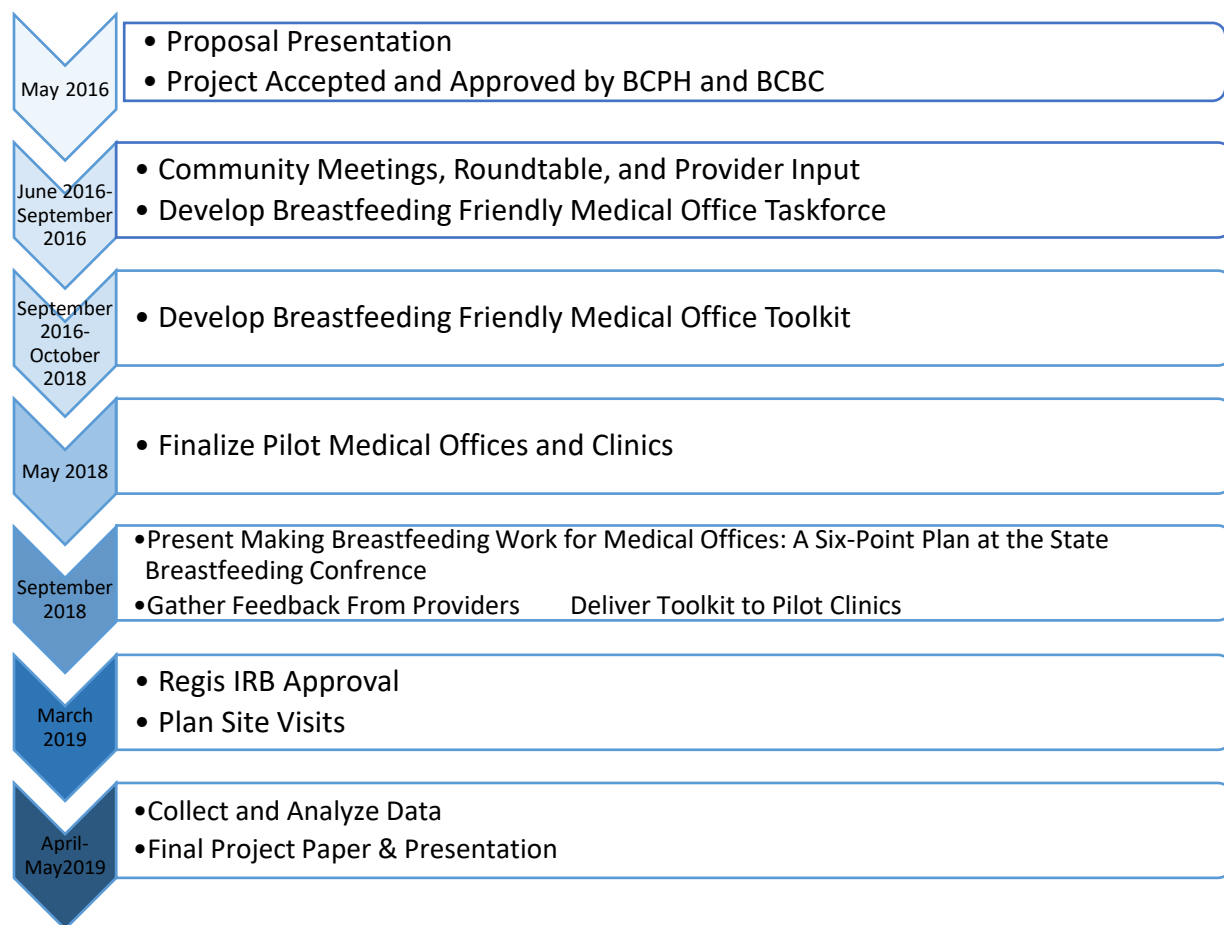 May 2016
• Proposal Presentation
• Project Accepted and Approved by BCPH and BCBC
June 2016-
September
2016
• Community Meetings, Roundtable, and Provider Input
• Develop Breastfeeding Friendly Medical Office Taskforce
September
2016-
October
2018
• Develop Breastfeeding Friendly Medical Office Toolkit
May 2018
• Finalize Pilot Medical Offices and Clinics
September
2018
•Present Making Breastfeeding Work for Medical Offices: A Six-Point Plan at the State
Breastfeeding Confrence
•Gather Feedback From Providers Deliver Toolkit to Pilot Clinics
March
2019
• Regis IRB Approval
• Plan Site Visits
April-
May2019
•Collect and Analyze Data
•Final Project Paper & Presentation